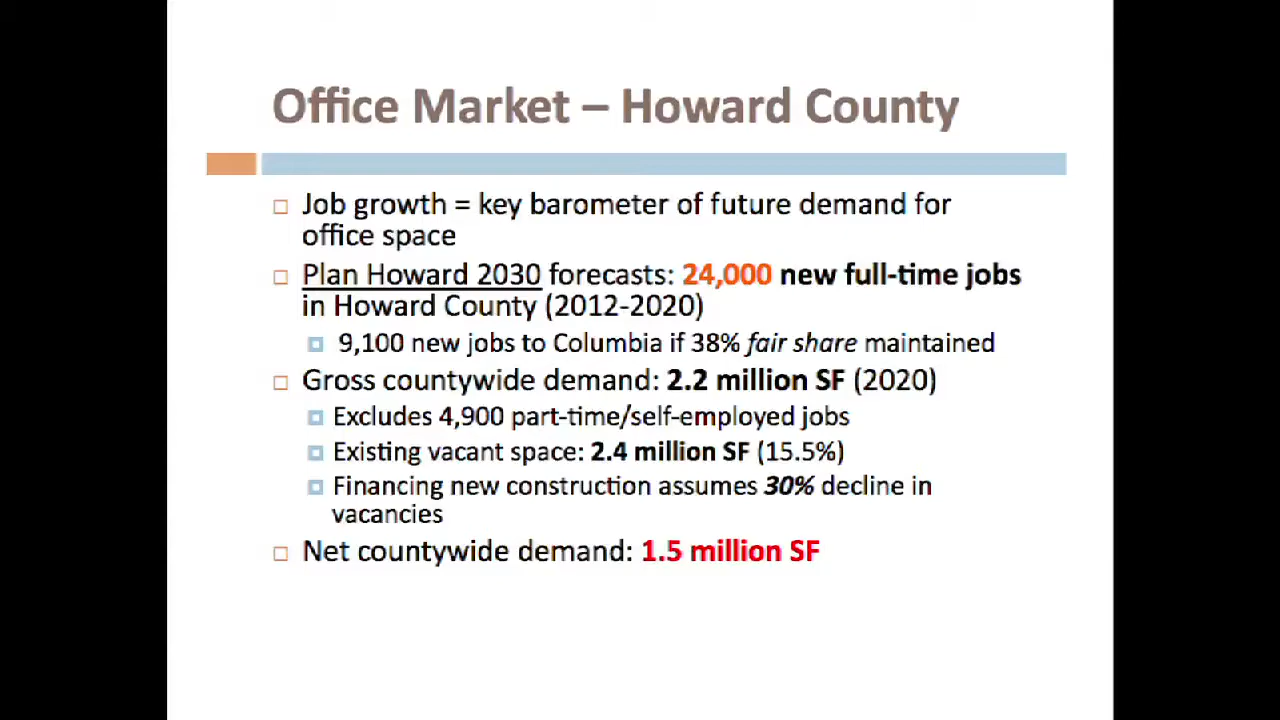 Office Market – Howard County
Job growth = key barometer of future demand for
office space
Plan Howard 2030 forecasts: 24,000 new full-time jobs
in Howard County (2012-2020)
9,100 new jobs to Columbia if 38% fair share maintained
Gross countywide demand: 2.2 million SF (2020)
Excludes 4,900 part-time/self-employed jobs
Existing vacant space: 2.4 million SF (15.5%)
Financing new construction assumes 30% decline in
vacancies
Net countywide demand: 1.5 million SF